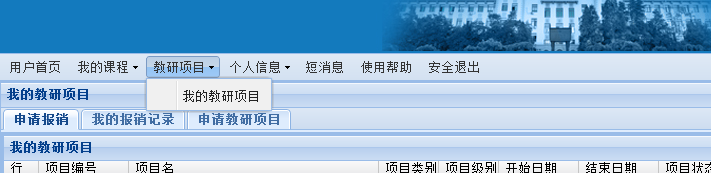 用户首页 我的课程 教研项目 个人信息 短消息 使用帮助 安全退出
我的教研项目
我的教研项目
申请报销 我的报销记录 申请教研项目
我的教研项目
行 项目编号 项目名 项目类别 项目级别 开始日期 结束日期 项目状态